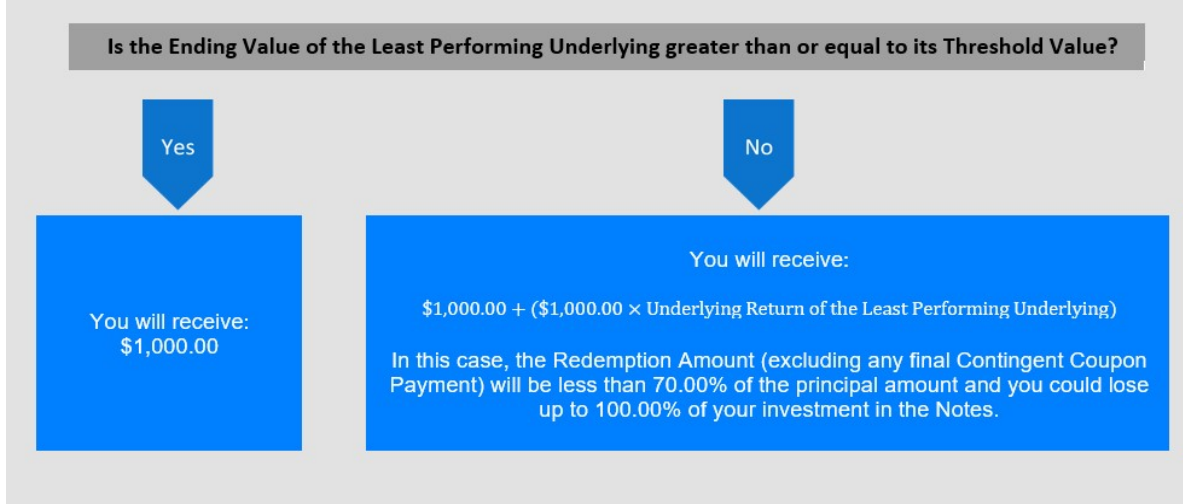 Is the Ending Value of the Least Performing Underlying greater than or equal to its Threshold Value?
Yes
No
You will receive:
$1,000.00
You will receive:
$1,000.00 + ($1,000.00 × Underlying Return of the Least Performing Underlying)
In this case, the Redemption Amount (excluding any final Contingent Coupon
Payment) will be less than 70.00% of the principal amount and you could lose
up to 100.00% of your investment in the Notes.